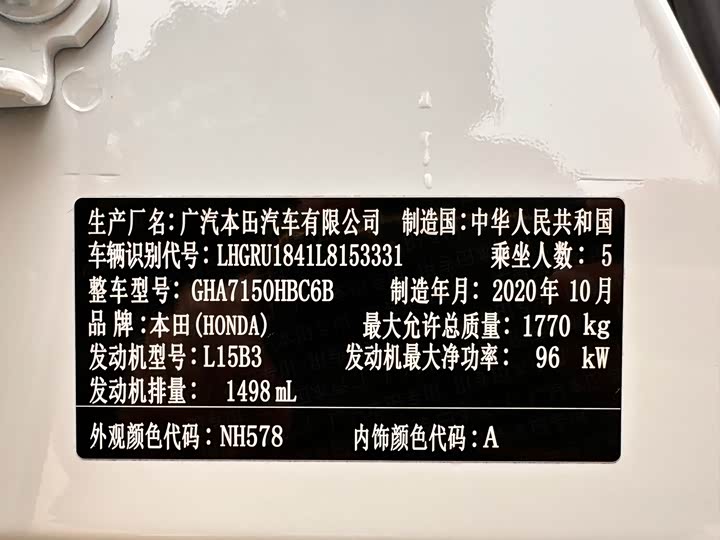 生产厂名:广汽本田汽车有限公司 制造国:中华人民共和国
车辆识别代号:LHGRU1841L8153331 乘坐人数: 5
整车型号: GHA7150HBC6B 制造年月: 2020年 10月
品 牌:本田(HONDA) 最大允许总质量: 1770 kg
发动机型号:L15B3 发动机最大净功率: 96 kW
发动机排量: 1498 mL
外观颜色代码: NH578 内饰颜色代码: A